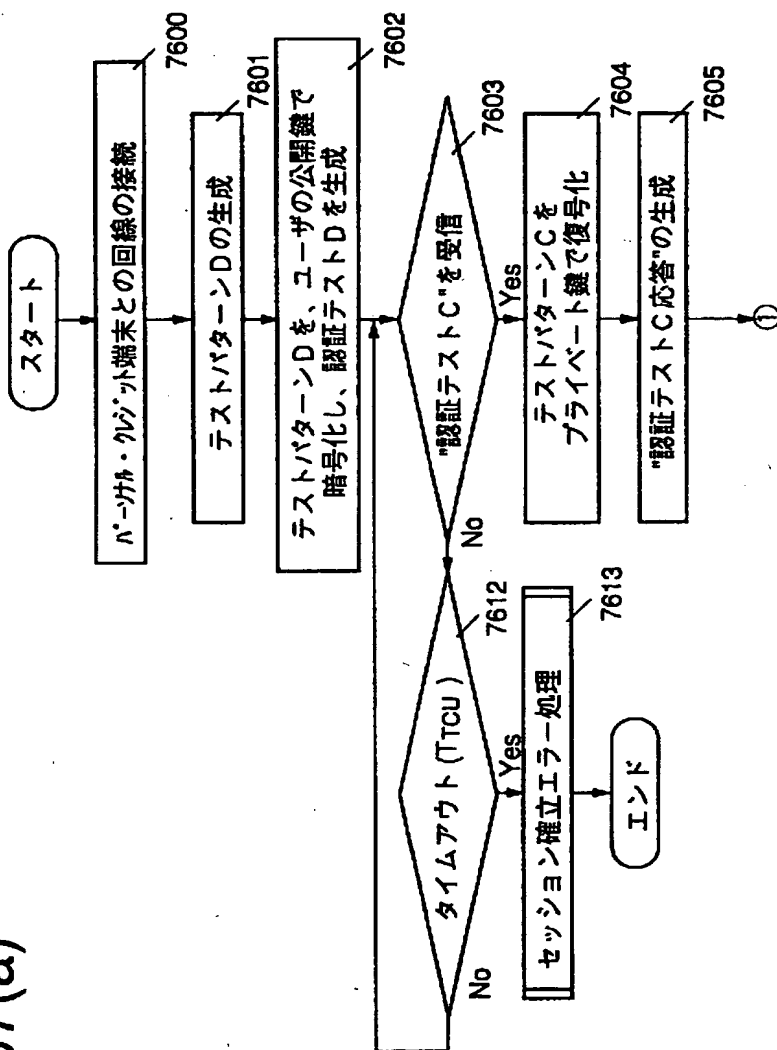 (a)
スタート
パーソナル・クレジット端末との回線の接続
7600
テストパターンDの生成
7601
テストパターンDを、ユーザの公開鍵で
暗号化し、認証テストDを生成
7602
"認証テストC"を受信
7603
Yes
No
テストパターンCを
プライベート鍵で復号化
7604
"認証テストC応答"の生成
7605
①
タイムアウト(TTCU)
7612
Yes
No
セッション確立エラー処理
7613
エンド